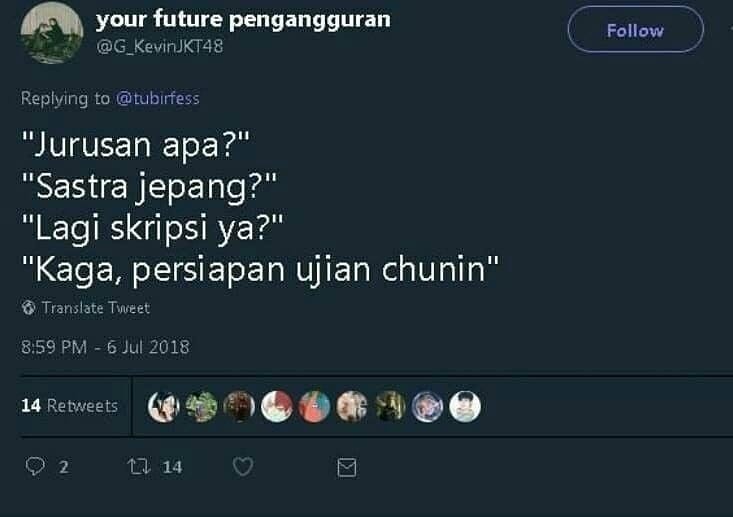 your future pengangguran
@G_KevinJKT48
Follow
Replying to @tubirfess
"Jurusan apa?"
"Sastra jepang?"
"Lagi skripsi ya?"
"Kaga, persiapan ujian chunin"
Translate Tweet
8:59 PM - 6 Jul 2018
14 Retweets
2 14